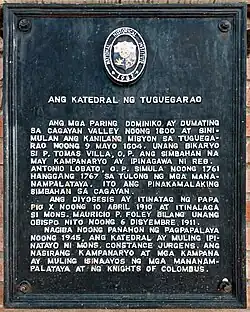 ANG KATEDRAL NG TUGUEGARAO
ANG MGA PARING DOMINIKO AY DUMATING
SA CAGAYAN VALLEY NOONG 1600 AT SINI-
MULAN ANG KANILANG MISYON SA TUGUEGA-
RAO NOONG 9 MAYO 1604. UNANG BIKARYO
SI P. TOMAS VILLA, O.P. ANG SIMBAHAN NA
MAY KAMPANARYO AY IPINAGAWA NI REB.
ANTONIO LOBATO, O.P. SIMULA NOONG 1761
HANGGANG 1767 SA TULONG NG MGA MANA-
NAMPALATAYA. ITO ANG PINAKAMALAKING
SIMBAHAN SA CAGAYAN.
ANG DIYOSESIS AY ITINATAG NG PAPA
PIO X NOONG 10 ABRIL 1910 AT ITINALAGA
SI MONS. MAURICIO P. FOLEY BILANG UNANG
OBISPO NITO NOONG 6 DISYEMBRE 1911.
NAGIBA NOONG PANAHON NG PAGPAPALAYA
NOONG 1945, ANG KATEDRAL AY MULING IPI-
NATAYO NI MONS. CONSTANCE JURGENS. ANG
NASIRANG KAMPANARYO AT MGA KAMPANA
AY MULING ISINAYOS NG MGA MANANAM-
PALATAYA AT NG KNIGHTS OF COLUMBUS.